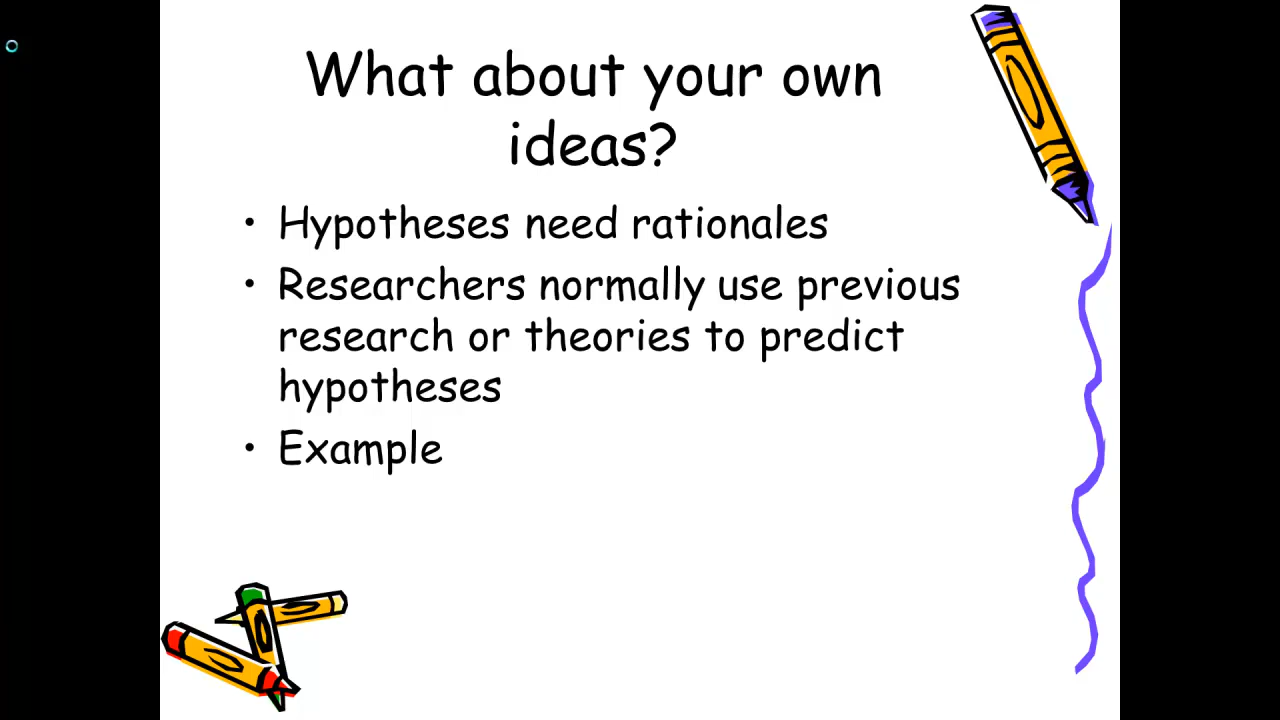 What about your own
ideas?
• Hypotheses need rationales
• Researchers normally use previous
research or theories to predict
hypotheses
• Example